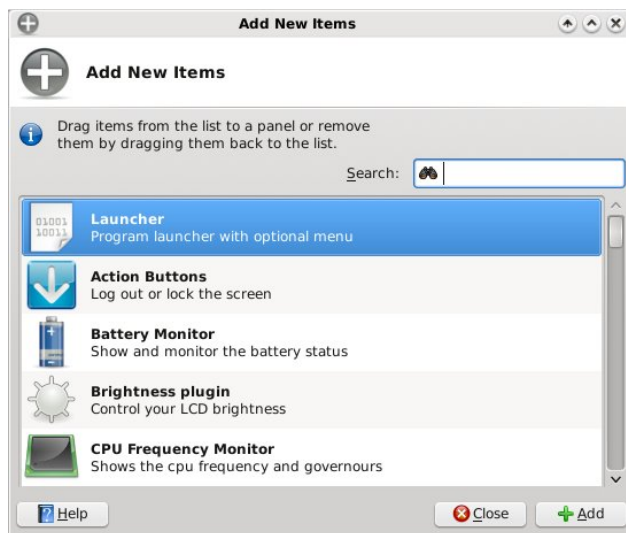 Add New Items
Add New Items
Drag items from the list to a panel or remove
them by dragging them back to the list.
Search:
01001
10011
Launcher
Program launcher with optional menu
Action Buttons
Log out or lock the screen
Battery Monitor
Show and monitor the battery status
Brightness plugin
Control your LCD brightness
CPU Frequency Monitor
Shows the cpu frequency and governours
Help
Close
Add